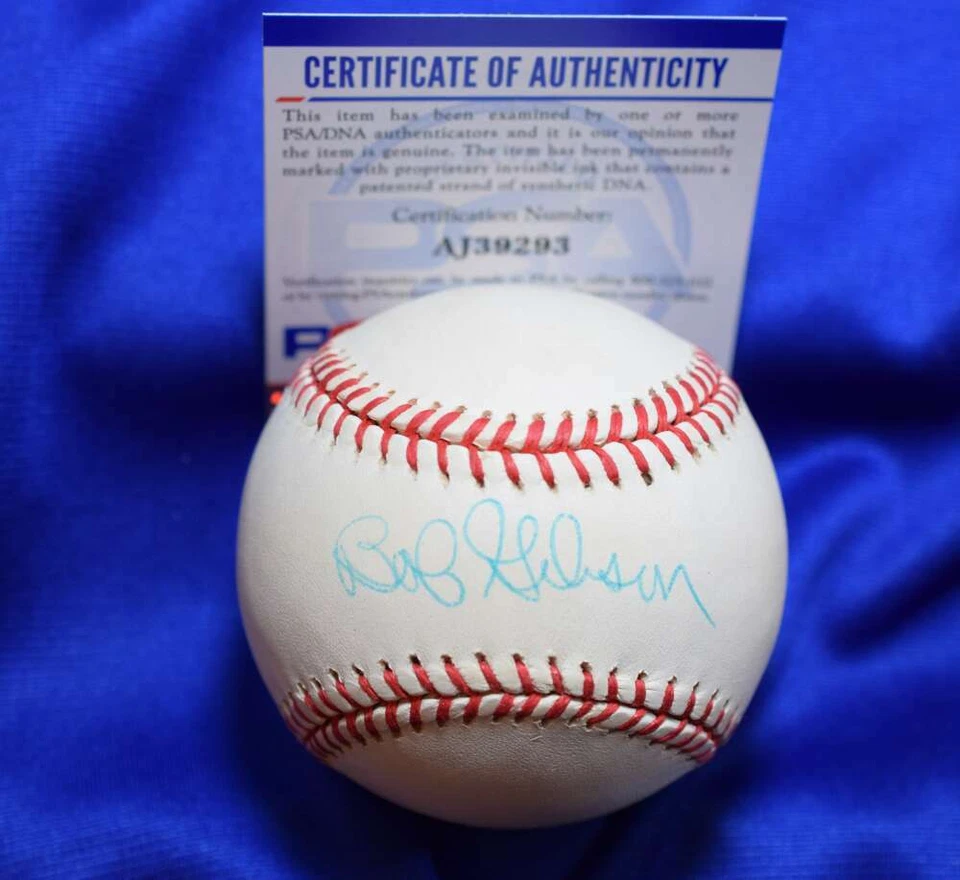 CERTIFICATE OF AUTHENTICITY
This item has been examined by one or more
PSA/DNA authenticators and it is our opinion that
the item is genuine. The item has been permanently
marked with proprietary invisible ink that contains a
patented strand of synthetic DNA.
Certification Number:
AJ39293
Bob Gibson